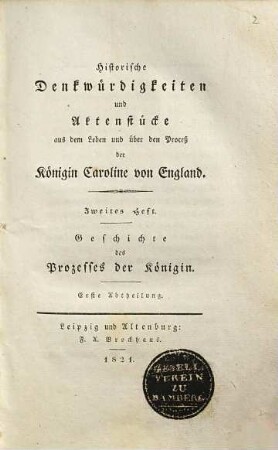 2
Historische
Denkwürdigkeiten
und
Aktenstücke
aus dem Leben und über den Proceß
der
Königin Caroline von England.
Zweites Heft.
Geschichte
des
Prozesses der Königin.
Erste Abtheilung.
Leipzig und Altenburg:
F. A. Brockhaus.
1821.
GESELL.
VEREIN
ZU
BAMBERG.